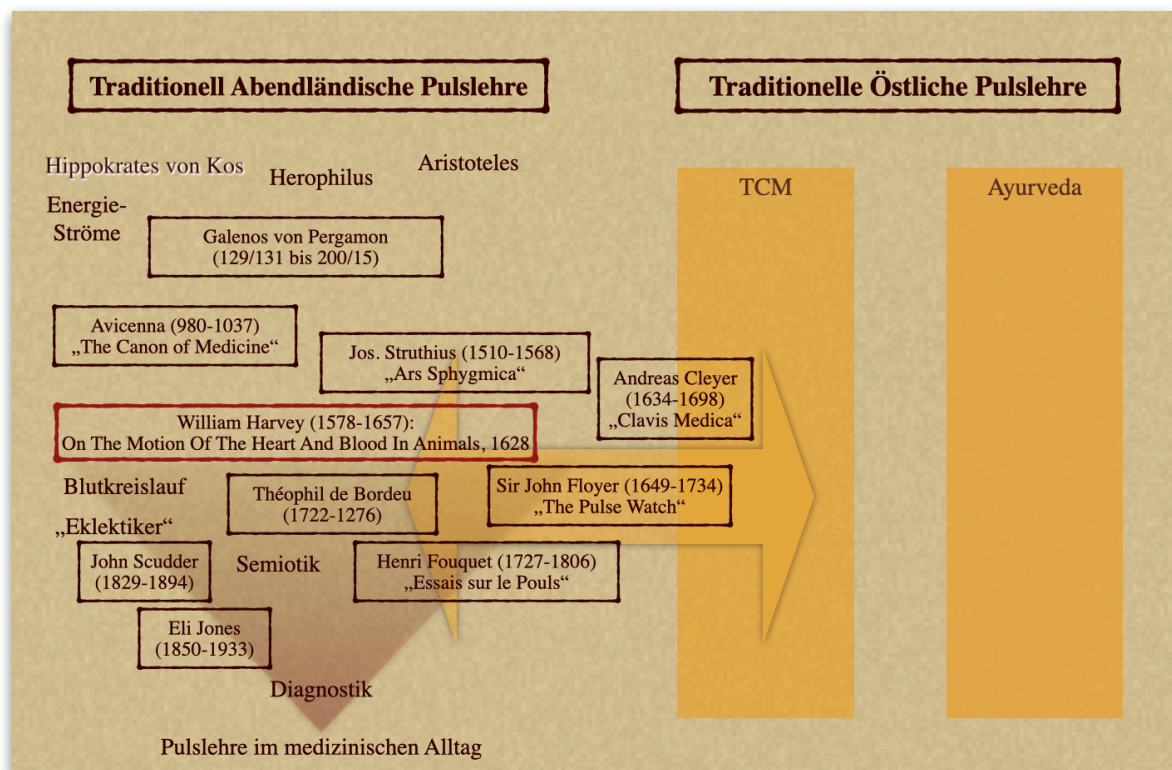 Traditionell Abendländische Pulslehre
Traditionelle Östliche Pulslehre
Hippokrates von Kos
Herophilus
Aristoteles
TCM
Ayurveda
Energie-
Ströme
Galenos von Pergamon
(129/131 bis 200/15)
Avicenna (980-1037)
„The Canon of Medicine“
Jos. Struthius (1510-1568)
„Ars Sphygmica“
Andreas Cleyer
(1634-1698)
„Clavis Medica“
William Harvey (1578-1657):
On The Motion Of The Heart And Blood In Animals, 1628
Blutkreislauf
Théophil de Bordeu
(1722-1276)
Sir John Floyer (1649-1734)
„The Pulse Watch“
„Eklektiker“
John Scudder
(1829-1894)
Semiotik
Henri Fouquet (1727-1806)
„Essais sur le Pouls“
Eli Jones
(1850-1933)
Diagnostik
Pulslehre im medizinischen Alltag